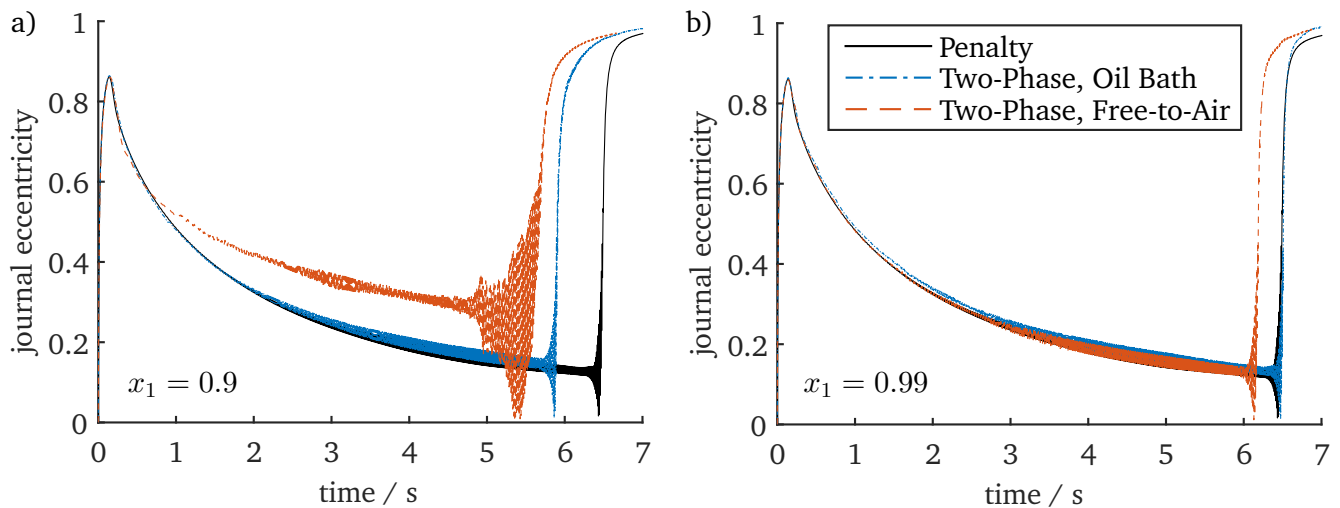 a)
1
0.8
0.6
0.4
0.2
0
journal eccentricity
x₁ = 0.9
0 1 2 3 4 5 6 7
time / s
b)
1
0.8
0.6
0.4
0.2
0
journal eccentricity
Penalty
Two-Phase, Oil Bath
Two-Phase, Free-to-Air
x₁ = 0.99
0 1 2 3 4 5 6 7
time / s